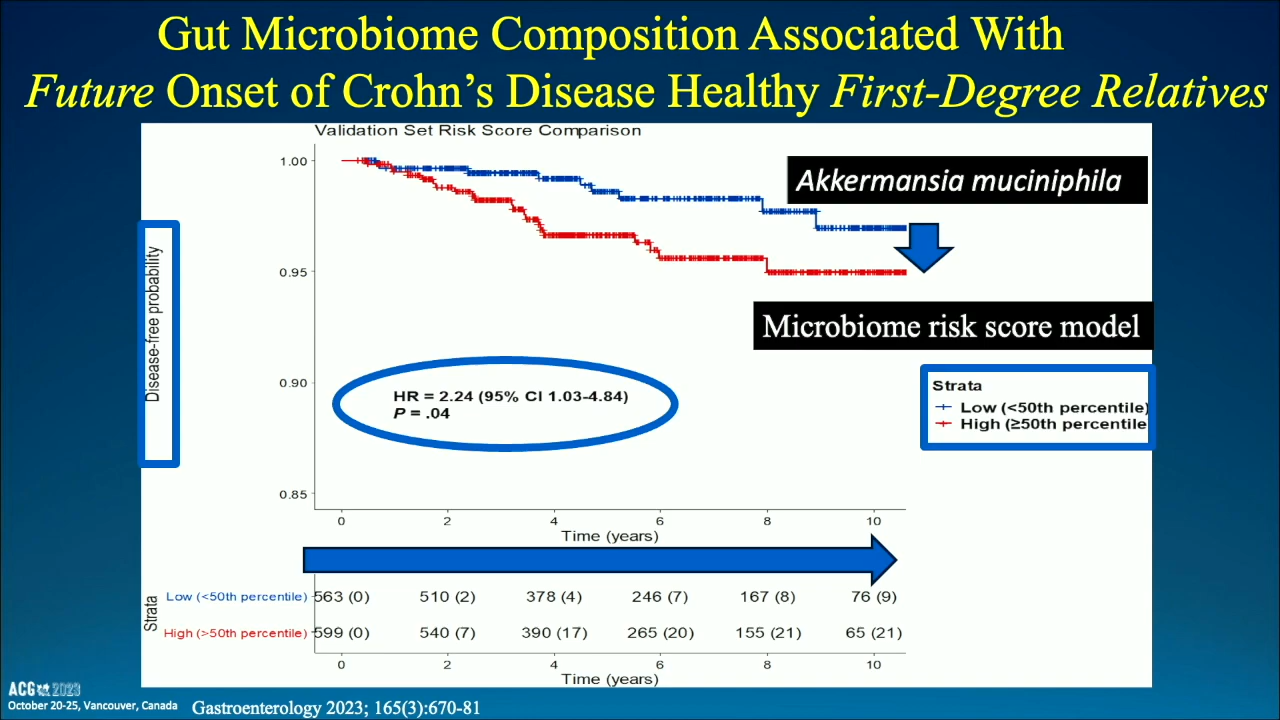 Gut Microbiome Composition Associated With
Future Onset of Crohn’s Disease Healthy First-Degree Relatives
Validation Set Risk Score Comparison
1.00
0.95
0.90
0.85
Disease-free probability
Akkermansia muciniphila
Microbiome risk score model
HR = 2.24 (95% CI 1.03-4.84)
P = .04
Strata
Low (<50th percentile)
High (≥50th percentile
0 2 4 6 8 10
Time (years)
Strata
Low (<50th percentile) 563 (0) 510 (2) 378 (4) 246 (7) 167 (8) 76 (9)
High (>50th percentile) 599 (0) 540 (7) 390 (17) 265 (20) 155 (21) 65 (21)
0 2 4 6 8 10
Time (years)
ACG 2023
October 20-25, Vancouver, Canada
Gastroenterology 2023; 165(3):670-81